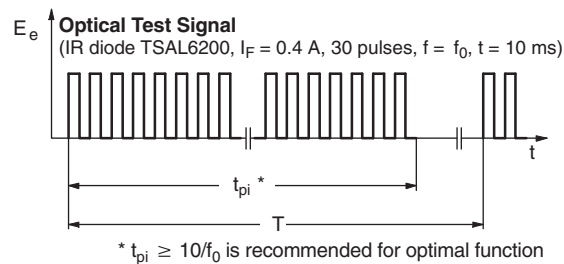 E_e
Optical Test Signal
(IR diode TSAL6200, I_F = 0.4 A, 30 pulses, f = f_0, t = 10 ms)
t
t_pi *
T
* t_pi ≥ 10/f_0 is recommended for optimal function